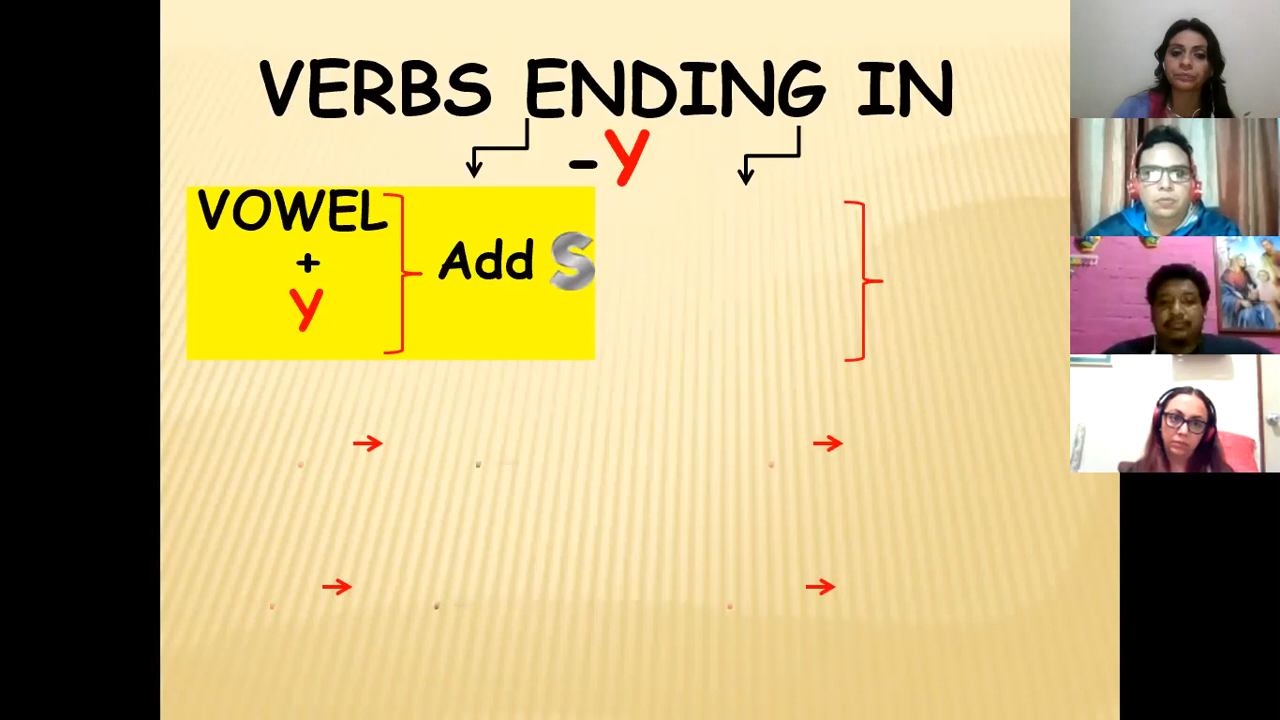 VERBS ENDING IN
-Y
VOWEL
+
Y
Add S